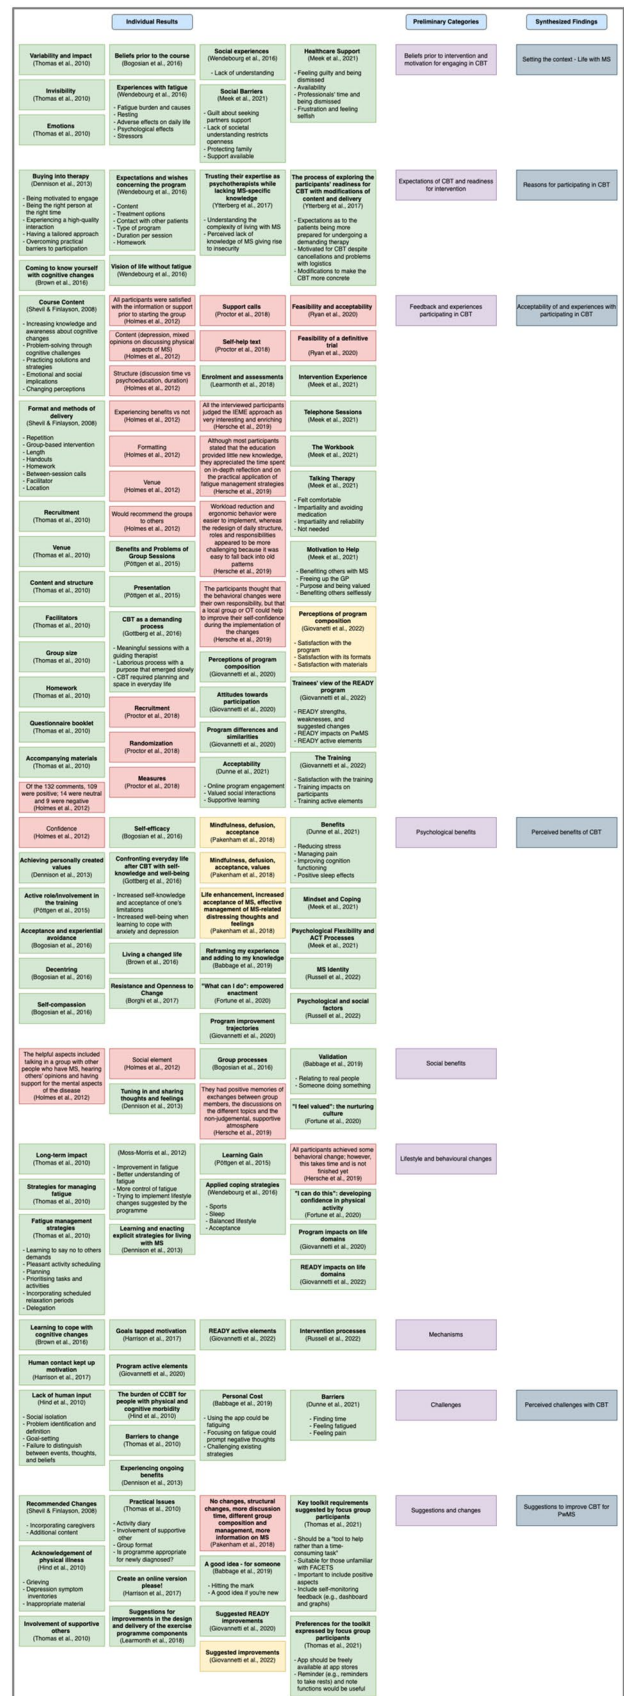 Individual Results
Preliminary Categories
Synthesized Findings
Variability and impact
(Thomas et al., 2010)
Invisibility
(Thomas et al., 2010)
Emotions
(Thomas et al., 2010)
Beliefs prior to the course
(Bogosian et al., 2016)
Experiences with fatigue
(Wendebourg et al., 2016)
- Fatigue burden and causes
- Resting
- Adverse effects on daily life
- Psychological effects
- Stressors
Social experiences
(Wendebourg et al., 2016)
- Lack of understanding
Social Barriers
(Meek et al., 2021)
- Guilt about seeking
partners support
- Lack of societal
understanding restricts
openness
- Protecting family
- Support available
Healthcare Support
(Meek et al., 2021)
- Feeling guilty and being
dismissed
- Availability
- Professionals' time and
being dismissed
- Frustration and feeling
selfish
Beliefs prior to intervention and
motivation for engaging in CBT
Setting the context - Life with MS
Buying into therapy
(Dennison et al., 2013)
- Being motivated to engage
- Being the right person at
the right time
- Experiencing a high-quality
interaction
- Having a tailored approach
- Overcoming practical
barriers to participation
Coming to know yourself
with cognitive changes
(Brown et al., 2016)
Expectations and wishes
concerning the program
(Wendebourg et al., 2016)
- Content
- Treatment options
- Contact with other patients
- Type of program
- Duration per session
- Homework
Vision of life without fatigue
(Wendebourg et al., 2016)
Trusting their expertise as
psychotherapists while
lacking MS-specific
knowledge
(Ytterberg et al., 2017)
- Understanding the
complexity of living with MS
- Perceived lack of
knowledge of MS giving rise
to insecurity
The process of exploring the
participants' readiness for
CBT with modifications of
content and delivery
(Ytterberg et al., 2017)
- Expectations as to the
patients being more
prepared for undergoing a
demanding therapy
- Motivated for CBT despite
cancellations and problems
with logistics
- Modifications to make the
CBT more concrete
Expectations of CBT and readiness
for intervention
Reasons for participating in CBT
Course Content
(Shevil & Finlayson, 2008)
- Increasing knowledge and
awareness about cognitive
changes
- Problem-solving through
cognitive challenges
- Practicing solutions and
strategies
- Emotional and social
implications
- Changing perceptions
Format and methods of
delivery
(Shevil & Finlayson, 2008)
- Repetition
- Group-based intervention
- Length
- Handouts
- Homework
- Between-session calls
- Facilitator
- Location
Recruitment
(Thomas et al., 2010)
Venue
(Thomas et al., 2010)
Content and structure
(Thomas et al., 2010)
Facilitators
(Thomas et al., 2010)
Group size
(Thomas et al., 2010)
Homework
(Thomas et al., 2010)
Questionnaire booklet
(Thomas et al., 2010)
Accompanying materials
(Thomas et al., 2010)
Of the 132 comments, 109
were positive; 14 were neutral
and 9 were negative
(Holmes et al., 2012)
All participants were satisfied
with the information or support
prior to starting the group
(Holmes et al., 2012)
Content (depression, mixed
opinions on discussing physical
aspects of MS)
(Holmes et al., 2012)
Structure (discussion time vs
psychoeducation, duration)
(Holmes et al., 2012)
Experiencing benefits vs not
(Holmes et al., 2012)
Formatting
(Holmes et al., 2012)
Venue
(Holmes et al., 2012)
Would recommend the groups
to others
(Holmes et al., 2012)
Benefits and Problems of
Group Sessions
(Pöttgen et al., 2015)
Presentation
(Pöttgen et al., 2015)
CBT as a demanding
process
(Gottberg et al., 2016)
- Meaningful sessions with a
guiding therapist
- Laborious process with a
purpose that emerged slowly
- CBT required planning and
space in everyday life
Recruitment
(Proctor et al., 2018)
Randomization
(Proctor et al., 2018)
Measures
(Proctor et al., 2018)
Support calls
(Proctor et al., 2018)
Self-help text
(Proctor et al., 2018)
Enrolment and assessments
(Learmonth et al., 2018)
All the interviewed participants
judged the IEME approach as
very interesting and enriching
(Hersche et al., 2019)
Although most participants
stated that the education
provided little new knowledge,
they appreciated the time spent
on in-depth reflection and on
the practical application of
fatigue management strategies
(Hersche et al., 2019)
Workload reduction and
ergonomic behavior were
easier to implement, whereas
the redesign of daily structure,
roles and responsibilities
appeared to be more
challenging because it was
easy to fall back into old
patterns
(Hersche et al., 2019)
The participants thought that
the behavioral changes were
their own responsibility, but that
a local group or OT could help
to improve their self-confidence
during the implementation of
the changes
(Hersche et al., 2019)
Perceptions of program
composition
(Giovannetti et al., 2020)
Attitudes towards
participation
(Giovannetti et al., 2020)
Program differences and
similarities
(Giovannetti et al., 2020)
Acceptability
(Dunne et al., 2021)
- Online program engagement
- Valued social interactions
- Supportive learning
Feasibility and acceptability
(Ryan et al., 2020)
Feasibility of a definitive
trial
(Ryan et al., 2020)
Intervention Experience
(Meek et al., 2021)
Telephone Sessions
(Meek et al., 2021)
The Workbook
(Meek et al., 2021)
Talking Therapy
(Meek et al., 2021)
- Felt comfortable
- Impartiality and avoiding
medication
- Impartiality and reliability
- Not needed
Motivation to Help
(Meek et al., 2021)
- Benefiting others with MS
- Freeing up the GP
- Purpose and being valued
- Benefiting others selflessly
Perceptions of program
composition
(Giovanetti et al., 2022)
- Satisfaction with the
program
- Satisfaction with its formats
- Satisfaction with materials
Trainees' view of the READY
program
(Giovannetti et al., 2022)
- READY strengths,
weaknesses, and
suggested changes
- READY impacts on PwMS
- READY active elements
The Training
(Giovannetti et al., 2022)
- Satisfaction with the training
- Training impacts on
participants
- Training active elements
Feedback and experiences
participating in CBT
Acceptability of and experiences with
participating in CBT
Confidence
(Holmes et al., 2012)
Achieving personally created
values
(Dennison et al., 2013)
Active role/involvement in
the training
(Pöttgen et al., 2015)
Acceptance and experiential
avoidance
(Bogosian et al., 2016)
Decentring
(Bogosian et al., 2016)
Self-compassion
(Bogosian et al., 2016)
Self-efficacy
(Bogosian et al., 2016)
Confronting everyday life
after CBT with self-
knowledge and well-being
(Gottberg et al., 2016)
- Increased self-knowledge
and acceptance of one's
limitations
- Increased well-being when
learning to cope with
anxiety and depression
Living a changed life
(Brown et al., 2016)
Resistance and Openness to
Change
(Borghi et al., 2017)
Mindfulness, defusion,
acceptance
(Pakenham et al., 2018)
Mindfulness, defusion,
acceptance, values
(Pakenham et al., 2018)
Life enhancement, increased
acceptance of MS, effective
management of MS-related
distressing thoughts and
feelings
(Pakenham et al., 2018)
Reframing my experience
and adding to my knowledge
(Babbage et al., 2019)
"What can I do": empowered
enactment
(Fortune et al., 2020)
Program improvement
trajectories
(Giovannetti et al., 2020)
Benefits
(Dunne et al., 2021)
- Reducing stress
- Managing pain
- Improving cognition
functioning
- Positive sleep effects
Mindset and Coping
(Meek et al., 2021)
Psychological Flexibility and
ACT Processes
(Meek et al., 2021)
MS Identity
(Russell et al., 2022)
Psychological and social
factors
(Russell et al., 2022)
Psychological benefits
Perceived benefits of CBT
The helpful aspects included
talking in a group with other
people who have MS, hearing
others' opinions and having
support for the mental aspects
of the disease
(Holmes et al., 2012)
Social element
(Holmes et al., 2012)
Tuning in and sharing
thoughts and feelings
(Dennison et al., 2013)
Group processes
(Bogosian et al., 2016)
They had positive memories of
exchanges between group
members, the discussions on
the different topics and the
non-judgemental, supportive
atmosphere
(Hersche et al., 2019)
Validation
(Babbage et al., 2019)
- Relating to real people
- Someone doing something
"I feel valued": the nurturing
culture
(Fortune et al., 2020)
Social benefits
Long-term impact
(Thomas et al., 2010)
Strategies for managing
fatigue
(Thomas et al., 2010)
Fatigue management
strategies
(Thomas et al., 2010)
- Learning to say no to others
demands
- Pleasant activity scheduling
- Planning
- Prioritising tasks and
activities
- Incorporating scheduled
relaxation periods
- Delegation
(Moss-Morris et al., 2012)
- Improvement in fatigue
- Better understanding of
fatigue
- More control of fatigue
- Trying to implement lifestyle
changes suggested by the
programme
Learning and enacting
explicit strategies for living
with MS
(Dennison et al., 2013)
Learning Gain
(Pöttgen et al., 2015)
Applied coping strategies
(Wendebourg et al., 2016)
- Sports
- Sleep
- Balanced lifestyle
- Acceptance
All participants achieved some
behavioral change; however,
this takes time and is not
finished yet
(Hersche et al., 2019)
"I can do this": developing
confidence in physical
activity
(Fortune et al., 2020)
Program impacts on life
domains
(Giovannetti et al., 2020)
READY impacts on life
domains
(Giovannetti et al., 2022)
Lifestyle and behavioural changes
Learning to cope with
cognitive changes
(Brown et al., 2016)
Human contact kept up
motivation
(Harrison et al., 2017)
Goals tapped motivation
(Harrison et al., 2017)
Program active elements
(Giovannetti et al., 2020)
READY active elements
(Giovannetti et al., 2022)
Intervention processes
(Russell et al., 2022)
Mechanisms
Lack of human input
(Hind et al., 2010)
- Social isolation
- Problem identification and
definition
- Goal-setting
- Failure to distinguish
between events, thoughts,
and beliefs
The burden of CCBT for
people with physical and
cognitive morbidity
(Hind et al., 2010)
Barriers to change
(Thomas et al., 2010)
Experiencing ongoing
benefits
(Dennison et al., 2013)
Personal Cost
(Babbage et al., 2019)
- Using the app could be
fatiguing
- Focusing on fatigue could
prompt negative thoughts
- Challenging existing
strategies
Barriers
(Dunne et al., 2021)
- Finding time
- Feeling fatigued
- Feeling pain
Challenges
Perceived challenges with CBT
Recommended Changes
(Shevil & Finlayson, 2008)
- Incorporating caregivers
- Additional content
Acknowledgement of
physical illness
(Hind et al., 2010)
- Grieving
- Depression symptom
inventories
- Inappropriate material
Involvement of supportive
others
(Thomas et al., 2010)
Practical Issues
(Thomas et al., 2010)
- Activity diary
- Involvement of supportive
other
- Group format
- Is programme appropriate
for newly diagnosed?
Create an online version
please!
(Harrison et al., 2017)
Suggestions for
improvements in the design
and delivery of the exercise
programme components
(Learmonth et al., 2018)
No changes, structural
changes, more discussion
time, different group
composition and
management, more
information on MS
(Pakenham et al., 2018)
A good idea - for someone
(Babbage et al., 2019)
- Hitting the mark
- A good idea if you're new
Suggested READY
improvements
(Giovannetti et al., 2020)
Suggested improvements
(Giovannetti et al., 2022)
Key toolkit requirements
suggested by focus group
participants
(Thomas et al., 2021)
- Should be a "tool to help
rather than a time-
consuming task"
- Suitable for those unfamiliar
with FACETS
- Important to include positive
aspects
- Include self-monitoring
feedback (e.g., dashboard
and graphs)
Preferences for the toolkit
expressed by focus group
participants
(Thomas et al., 2021)
- App should be freely
available at app stores
- Reminder (e.g., reminders
to take rests) and note
functions would be useful
Suggestions and changes
Suggestions to improve CBT for
PwMS